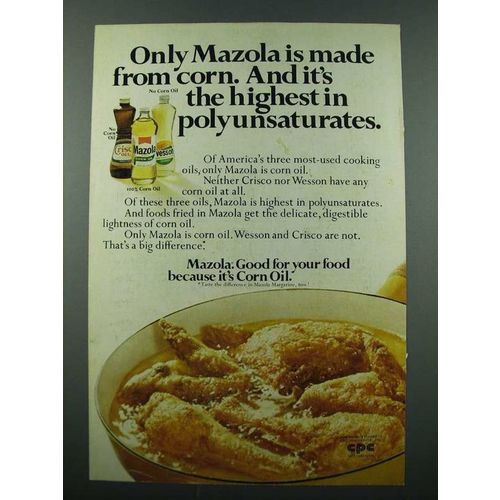 Only Mazola is made
from corn. And it's
the highest in
polyunsaturates.
No Corn Oil
No
Corn
Oil
Crisco
Mazola
Wesson
100% Corn Oil
Of America's three most-used cooking
oils, only Mazola is corn oil.
Neither Crisco nor Wesson have any
corn oil at all.
Of these three oils, Mazola is highest in polyunsaturates.
And foods fried in Mazola get the delicate, digestible
lightness of corn oil.
Only Mazola is corn oil. Wesson and Crisco are not.
That's a big difference.*
Mazola. Good for your food
because it's Corn Oil.
*Taste the difference in Mazola Margarine, too!
CPC